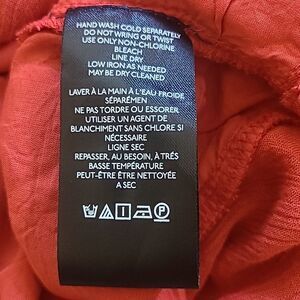 HAND WASH COLD SEPARATELY
DO NOT WRING OR TWIST
USE ONLY NON-CHLORINE
BLEACH
LINE DRY
LOW IRON AS NEEDED
MAY BE DRY CLEANED
LAVER À LA MAIN À L'EAU FROIDE
SÉPARÉMEN
NE PAS TORDRE OU ESSORER
UTILISER UN AGENT DE
BLANCHIMENT SANS CHLORE SI
NÉCESSAIRE
LIGNE SEC
REPASSER, AU BESOIN, À TRÉS
BASSE TEMPÉRATURE
PEUT-ÊTRE ÊTRE NETTOYÉE
A SEC
P